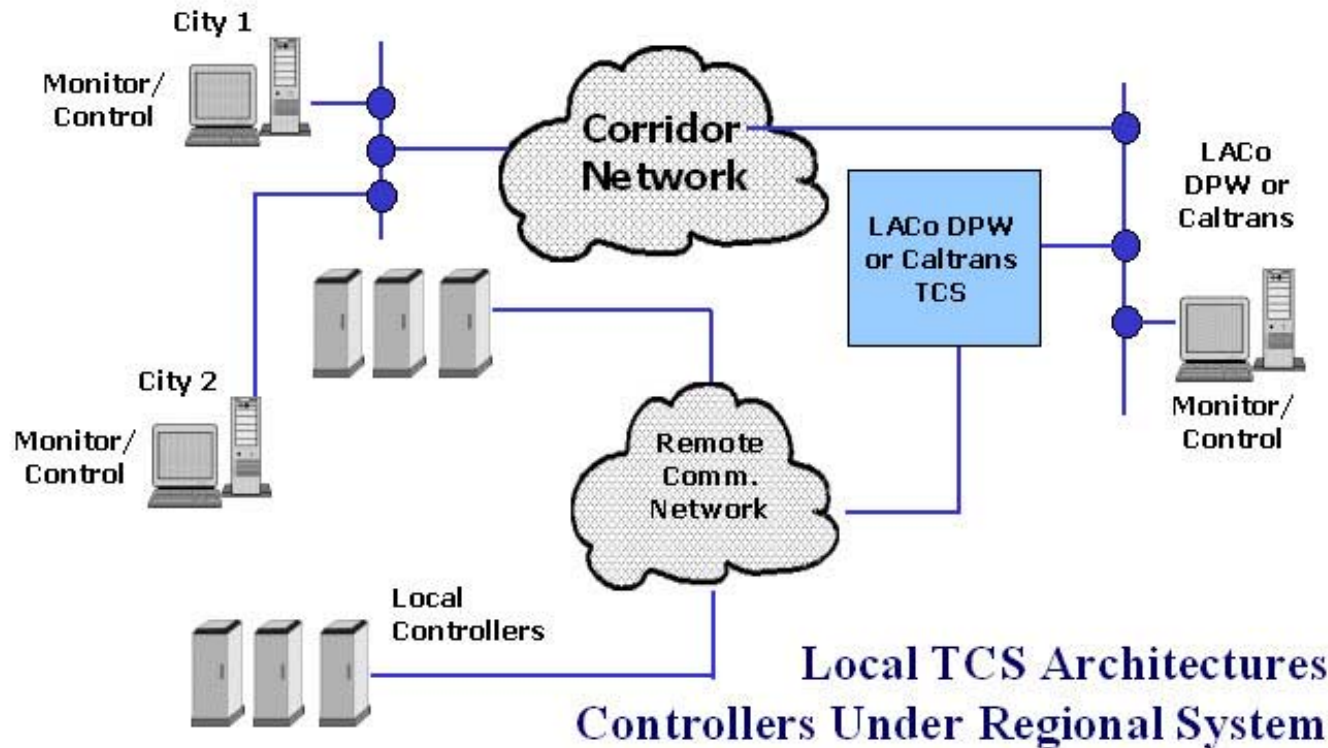 City 1
Monitor/
Control
Corridor
Network
LACo
DPW or
Caltrans
LACo DPW
or Caltrans
TCS
City 2
Monitor/
Control
Monitor/
Control
Remote
Comm.
Network
Local
Controllers
Local TCS Architectures
Controllers Under Regional System